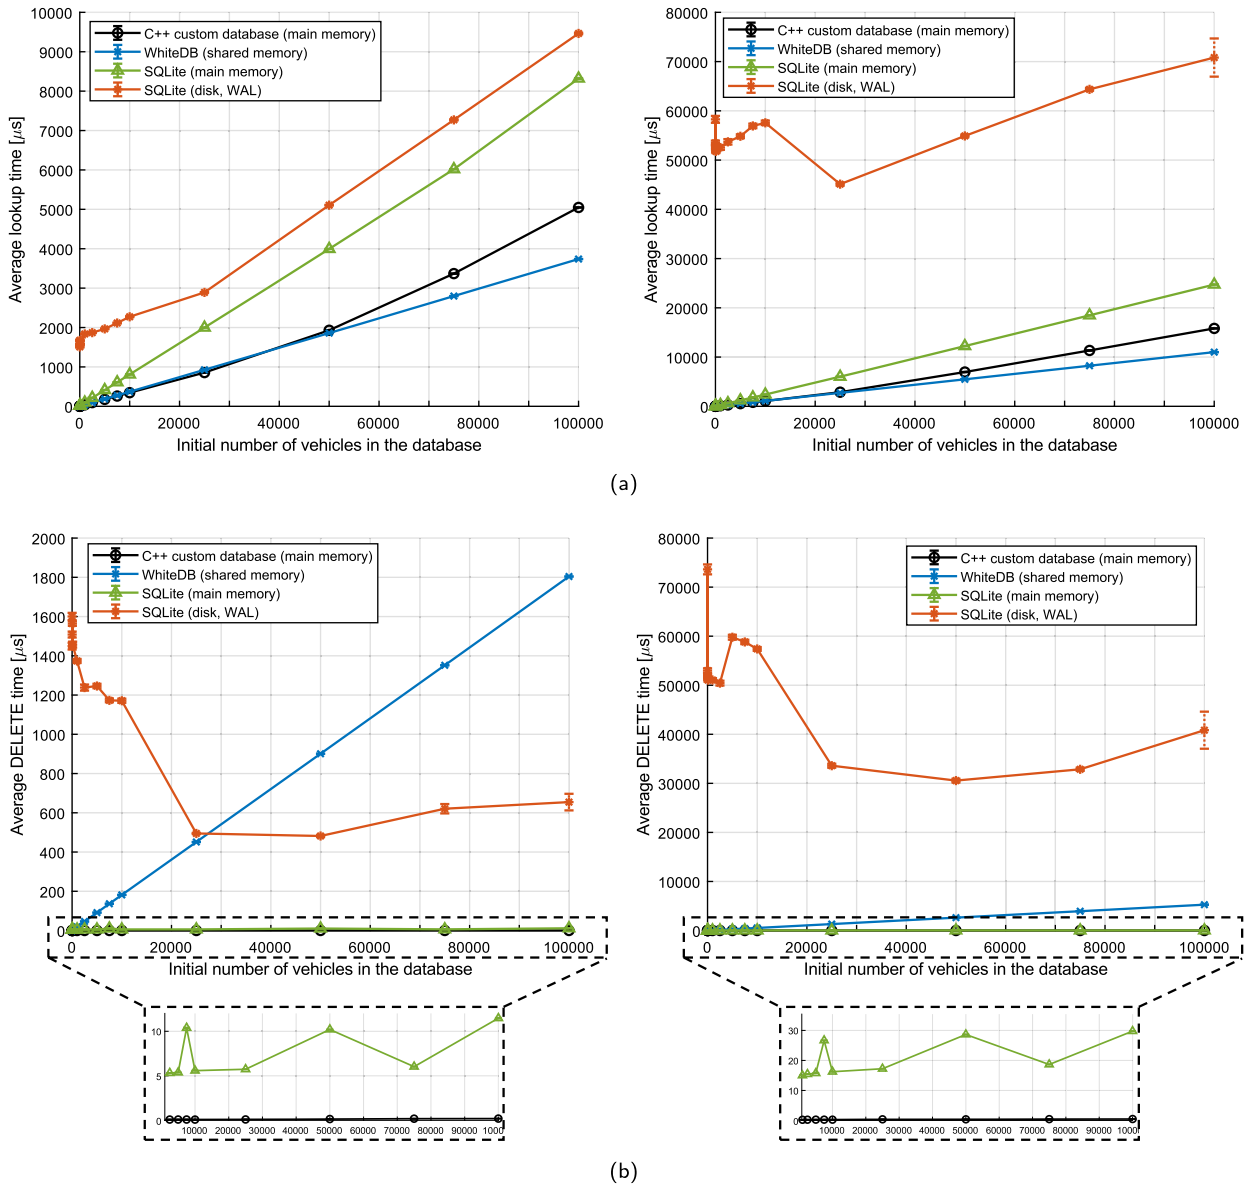 10000
9000
8000
7000
6000
5000
4000
3000
2000
1000
0
Average lookup time [μs]
C++ custom database (main memory)
WhiteDB (shared memory)
SQLite (main memory)
SQLite (disk, WAL)
0 20000 40000 60000 80000 100000
Initial number of vehicles in the database
80000
70000
60000
50000
40000
30000
20000
10000
0
Average lookup time [μs]
C++ custom database (main memory)
WhiteDB (shared memory)
SQLite (main memory)
SQLite (disk, WAL)
0 20000 40000 60000 80000 100000
Initial number of vehicles in the database
(a)
2000
1800
1600
1400
1200
1000
800
600
400
200
0
Average DELETE time [μs]
C++ custom database (main memory)
WhiteDB (shared memory)
SQLite (main memory)
SQLite (disk, WAL)
0 20000 40000 60000 80000 100000
Initial number of vehicles in the database
10
5
0
10000 20000 30000 40000 50000 60000 70000 80000 90000 10000
80000
70000
60000
50000
40000
30000
20000
10000
0
Average DELETE time [μs]
C++ custom database (main memory)
WhiteDB (shared memory)
SQLite (main memory)
SQLite (disk, WAL)
0 20000 40000 60000 80000 100000
Initial number of vehicles in the database
30
20
10
0
10000 20000 30000 40000 50000 60000 70000 80000 90000
(b)